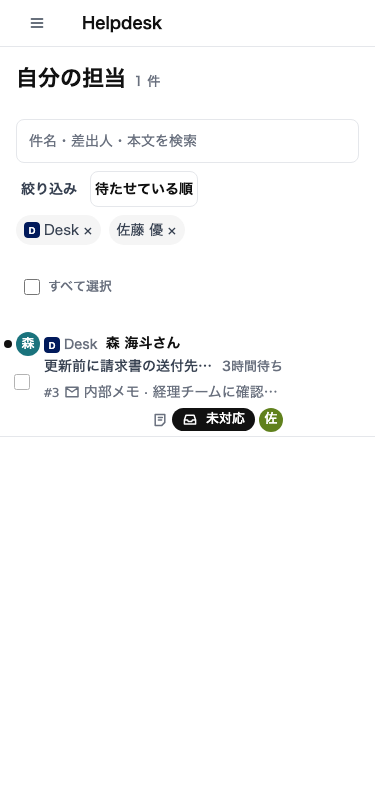 Helpdesk
自分の担当 1 件
件名・差出人・本文を検索
絞り込み 待たせている順
D Desk × 佐藤 優 ×
すべて選択
森 D Desk 森 海斗さん
更新前に請求書の送付先… 3時間待ち
#3 内部メモ · 経理チームに確認…
未対応 佐